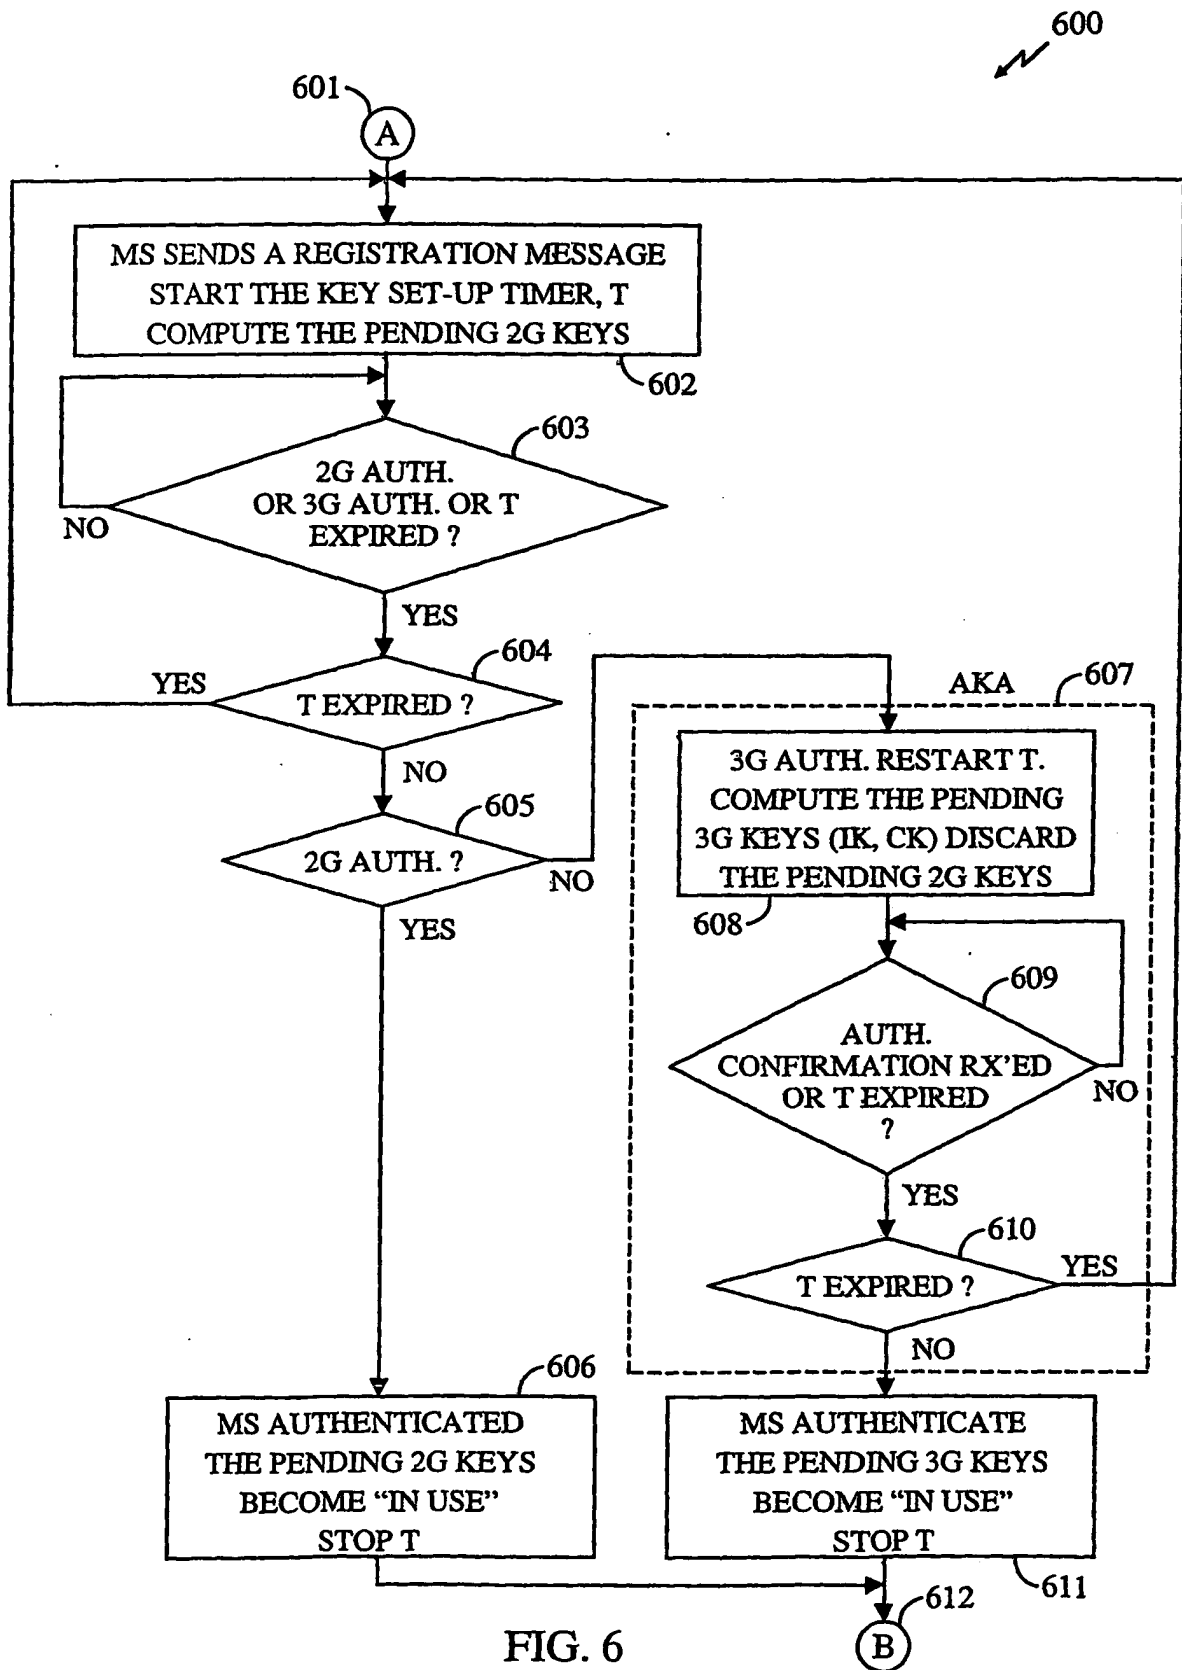 600
601
A
MS SENDS A REGISTRATION MESSAGE
START THE KEY SET-UP TIMER, T
COMPUTE THE PENDING 2G KEYS
602
603
2G AUTH.
OR 3G AUTH. OR T
EXPIRED ?
NO
YES
604
T EXPIRED ?
YES
NO
605
2G AUTH. ?
NO
YES
AKA
607
3G AUTH. RESTART T.
COMPUTE THE PENDING
3G KEYS (IK, CK) DISCARD
THE PENDING 2G KEYS
608
609
AUTH.
CONFIRMATION RX'ED
OR T EXPIRED
?
NO
YES
610
T EXPIRED ?
YES
NO
606
MS AUTHENTICATED
THE PENDING 2G KEYS
BECOME "IN USE"
STOP T
MS AUTHENTICATE
THE PENDING 3G KEYS
BECOME "IN USE"
STOP T
611
612
B
FIG. 6